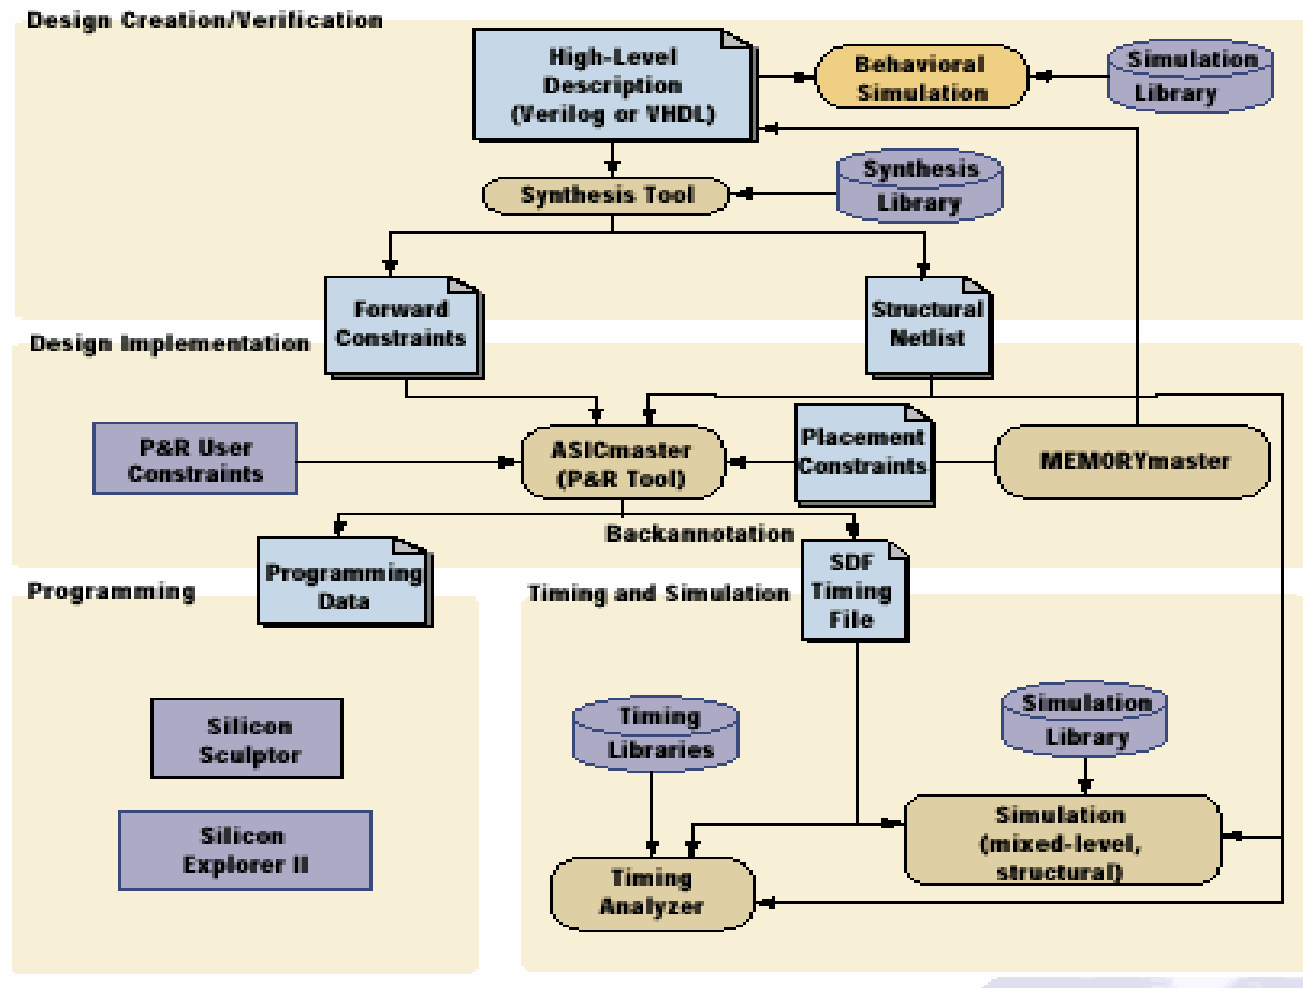 Design Creation/Verification
High-Level
Description
(Verilog or VHDL)
Behavioral
Simulation
Simulation
Library
Synthesis Tool
Synthesis
Library
Forward
Constraints
Structural
Netlist
Design Implementation
P&R User
Constraints
ASICmaster
(P&R Tool)
Placement
Constraints
MEMORYmaster
Backannotation
Programming
Data
SDF
Timing
File
Programming
Silicon
Sculptor
Silicon
Explorer II
Timing and Simulation
Timing
Libraries
Simulation
Library
Simulation
(mixed-level,
structural)
Timing
Analyzer